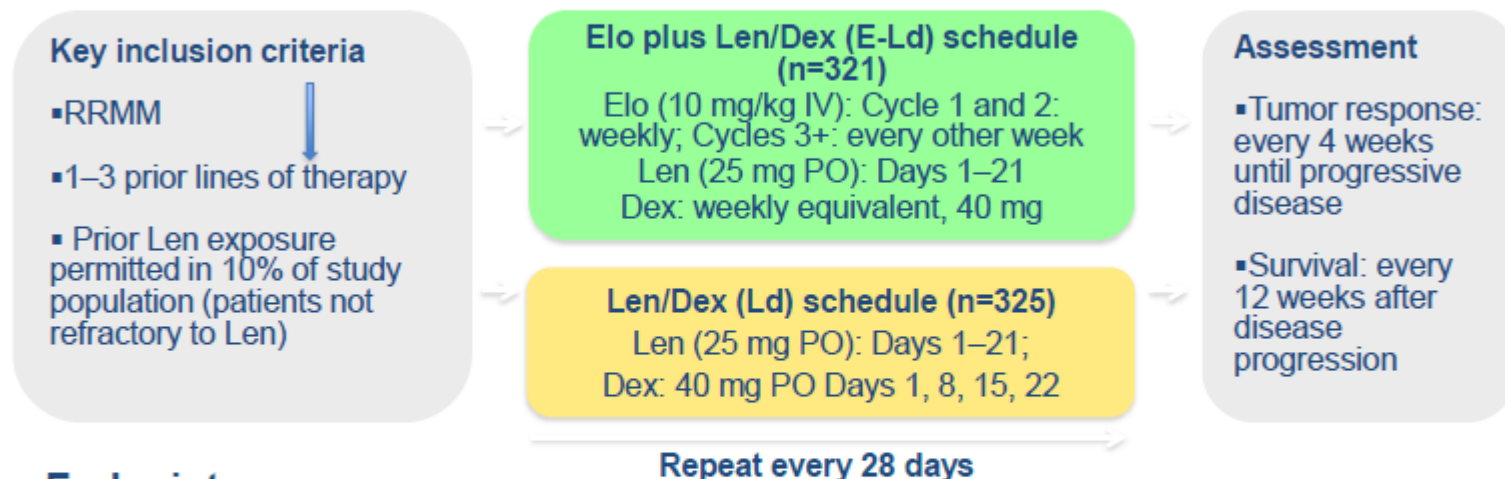 Key inclusion criteria
▪RRMM
▪1–3 prior lines of therapy
▪ Prior Len exposure
permitted in 10% of study
population (patients not
refractory to Len)
Elo plus Len/Dex (E-Ld) schedule
(n=321)
Elo (10 mg/kg IV): Cycle 1 and 2:
weekly; Cycles 3+: every other week
Len (25 mg PO): Days 1–21
Dex: weekly equivalent, 40 mg
Len/Dex (Ld) schedule (n=325)
Len (25 mg PO): Days 1–21;
Dex: 40 mg PO Days 1, 8, 15, 22
Repeat every 28 days
Assessment
▪Tumor response:
every 4 weeks
until progressive
disease
▪Survival: every
12 weeks after
disease
progression